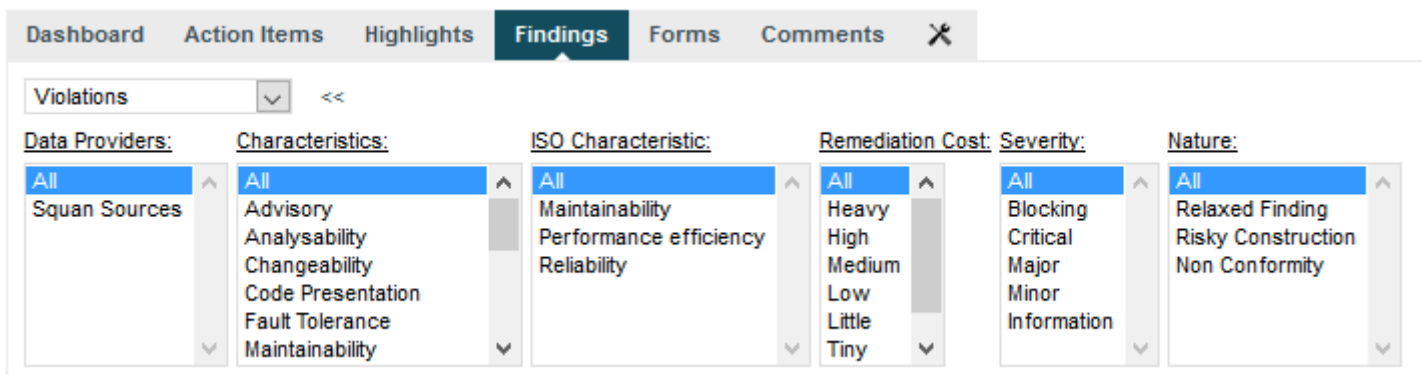 Dashboard Action Items Highlights Findings Forms Comments
Violations <<
Data Providers: Characteristics: ISO Characteristic: Remediation Cost: Severity: Nature:
All All All All All All
Squan Sources Advisory Maintainability Heavy Blocking Relaxed Finding
Analysability Performance efficiency High Critical Risky Construction
Changeability Reliability Medium Major Non Conformity
Code Presentation Low Minor
Fault Tolerance Little Information
Maintainability Tiny